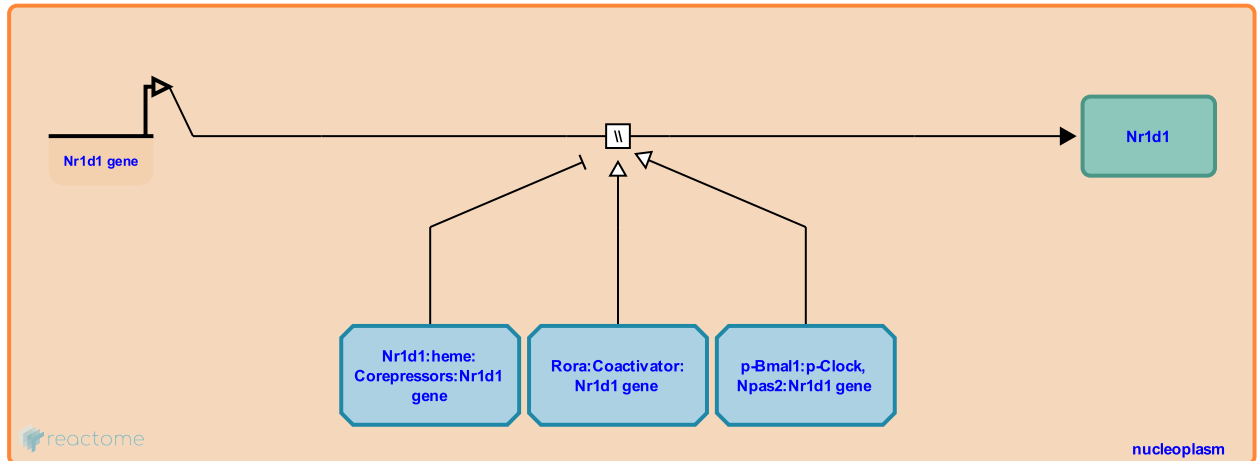 Nr1d1 gene
\\
Nr1d1
Nr1d1:heme:
Corepressors:Nr1d1
gene
Rora:Coactivator:
Nr1d1 gene
p-Bmal1:p-Clock,
Npas2:Nr1d1 gene
reactome
nucleoplasm